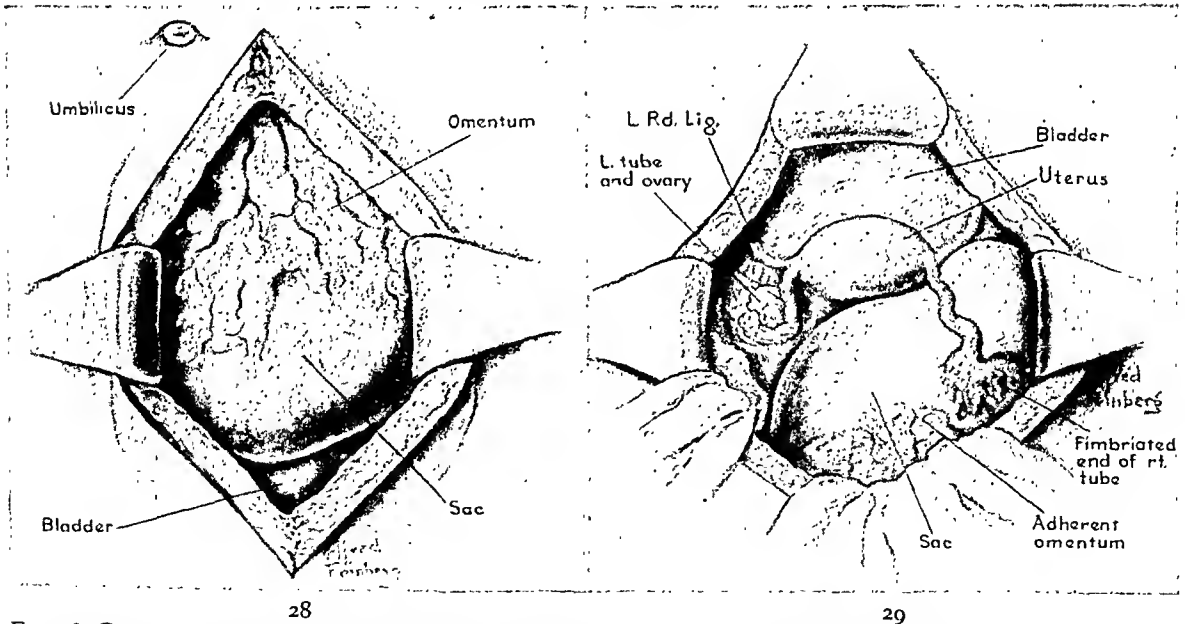 Umbilicus
Omentum
Bladder
Sac
28
L. Rd. Lig.
L. tube
and ovary
Bladder
Uterus
Fimbriated
end of rt.
tube
Adherent
omentum
Sac
29